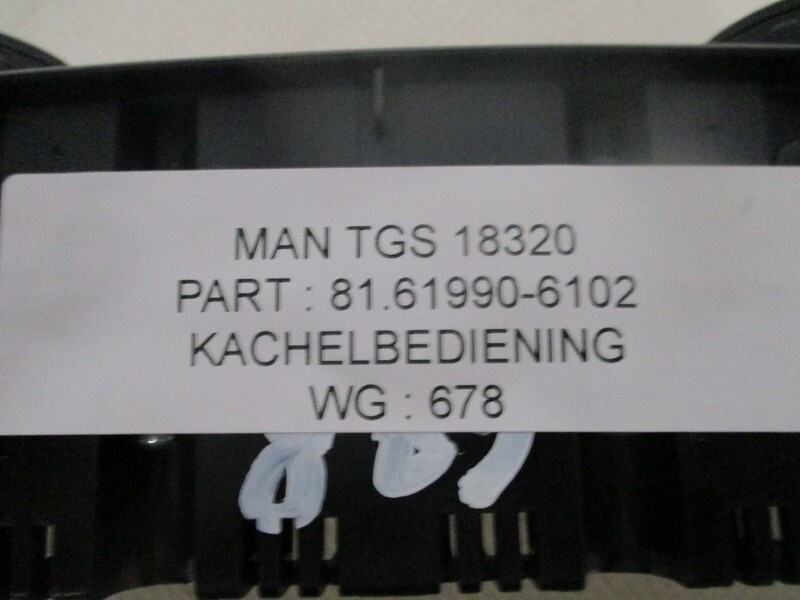 MAN TGS 18320
PART : 81.61990-6102
KACHELBEDIENING
WG : 678